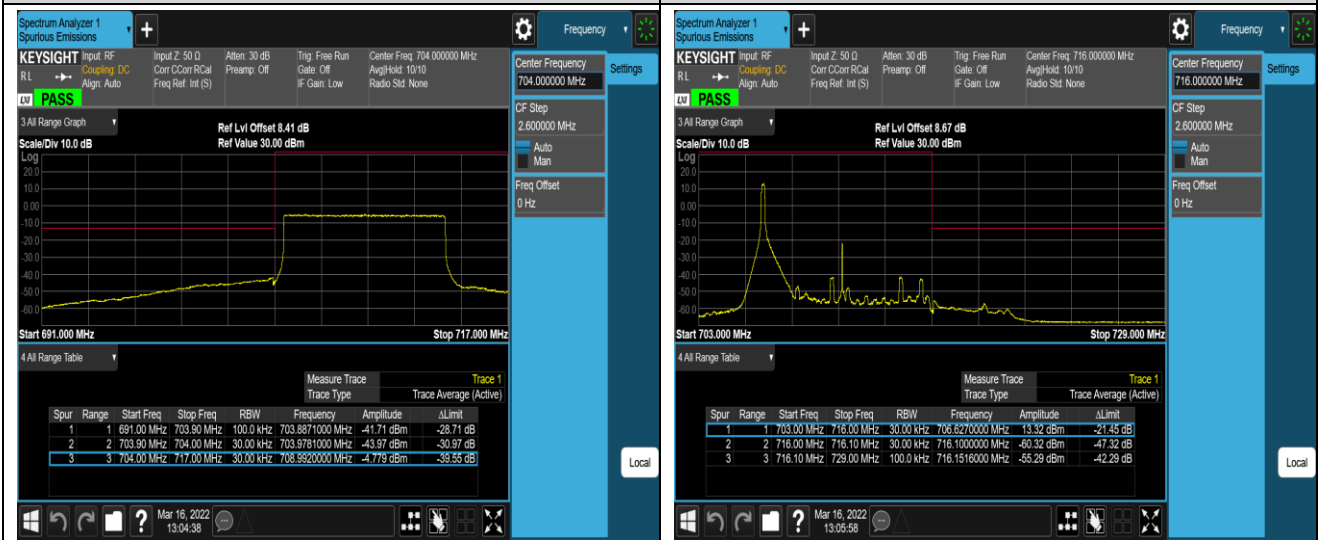 Spectrum Analyzer 1
Spurious Emissions
+
Frequency
KEYSIGHT
RL
LXI
PASS
Input: RF
Coupling: DC
Align: Auto
Input Z: 50 Ω
Corr CCorr RCal
Freq Ref: Int (S)
Atten: 30 dB
Preamp: Off
Trig: Free Run
Gate: Off
IF Gain: Low
Center Freq: 704.000000 MHz
Avg|Hold: 10/10
Radio Std: None
Center Frequency
704.000000 MHz
Settings
CF Step
2.600000 MHz
Auto
Man
Freq Offset
0 Hz
Local
3 All Range Graph
Ref Lvl Offset 8.41 dB
Scale/Div 10.0 dB
Ref Value 30.00 dBm
Log
20.0
10.0
0.00
-10.0
-20.0
-30.0
-40.0
-50.0
-60.0
Start 691.000 MHz
Stop 717.000 MHz
4 All Range Table
Measure Trace Trace 1
Trace Type Trace Average (Active)
Spur Range Start Freq Stop Freq RBW Frequency Amplitude ΔLimit
1 1 691.00 MHz 703.90 MHz 100.0 kHz 703.8871000 MHz -41.71 dBm -28.71 dB
2 2 703.90 MHz 704.00 MHz 30.00 kHz 703.9781000 MHz -43.97 dBm -30.97 dB
3 3 704.00 MHz 717.00 MHz 30.00 kHz 708.9920000 MHz -4.779 dBm -39.55 dB
?
Mar 16, 2022
13:04:38
Spectrum Analyzer 1
Spurious Emissions
+
Frequency
KEYSIGHT
RL
LXI
PASS
Input: RF
Coupling: DC
Align: Auto
Input Z: 50 Ω
Corr CCorr RCal
Freq Ref: Int (S)
Atten: 30 dB
Preamp: Off
Trig: Free Run
Gate: Off
IF Gain: Low
Center Freq: 716.000000 MHz
Avg|Hold: 10/10
Radio Std: None
Center Frequency
716.000000 MHz
Settings
CF Step
2.600000 MHz
Auto
Man
Freq Offset
0 Hz
Local
3 All Range Graph
Ref Lvl Offset 8.67 dB
Scale/Div 10.0 dB
Ref Value 30.00 dBm
Log
20.0
10.0
0.00
-10.0
-20.0
-30.0
-40.0
-50.0
-60.0
Start 703.000 MHz
Stop 729.000 MHz
4 All Range Table
Measure Trace Trace 1
Trace Type Trace Average (Active)
Spur Range Start Freq Stop Freq RBW Frequency Amplitude ΔLimit
1 1 703.00 MHz 716.00 MHz 30.00 kHz 706.6270000 MHz 13.32 dBm -21.45 dB
2 2 716.00 MHz 716.10 MHz 30.00 kHz 716.1000000 MHz -60.32 dBm -47.32 dB
3 3 716.10 MHz 729.00 MHz 100.0 kHz 716.1516000 MHz -55.29 dBm -42.29 dB
?
Mar 16, 2022
13:05:58